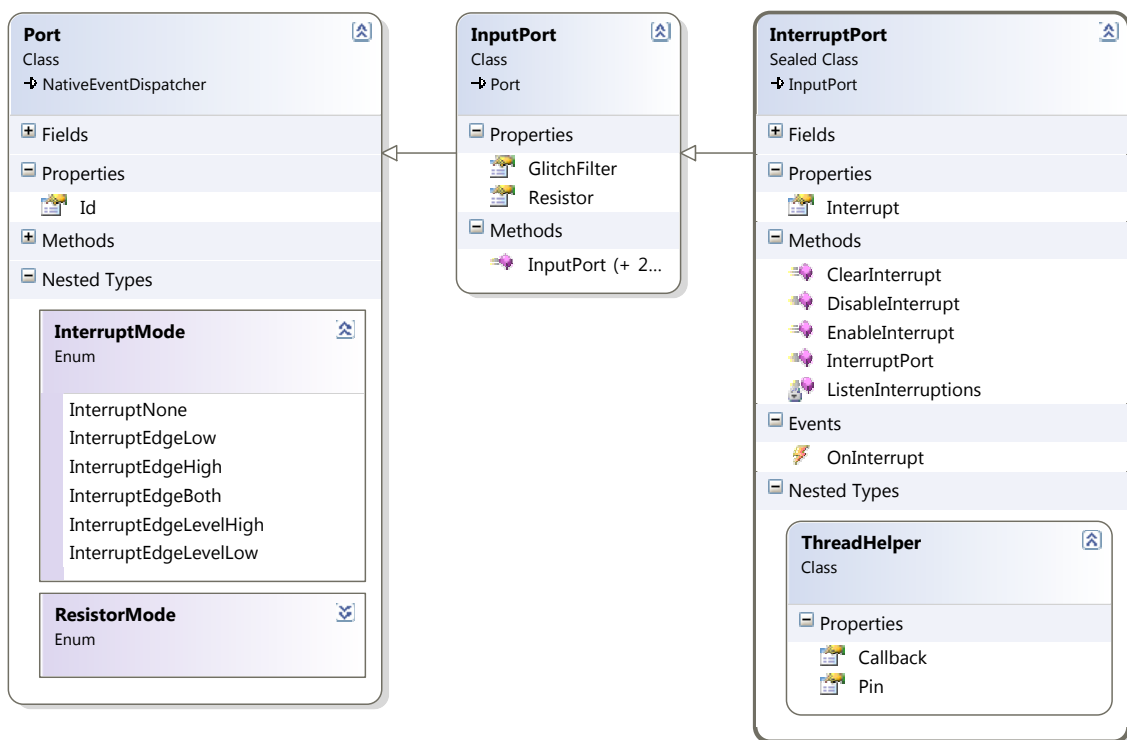 Port
Class
NativeEventDispatcher
Fields
Properties
Id
Methods
Nested Types
InterruptMode
Enum
InterruptNone
InterruptEdgeLow
InterruptEdgeHigh
InterruptEdgeBoth
InterruptEdgeLevelHigh
InterruptEdgeLevelLow
ResistorMode
Enum
InputPort
Class
Port
Properties
GlitchFilter
Resistor
Methods
InputPort (+ 2...
InterruptPort
Sealed Class
InputPort
Fields
Properties
Interrupt
Methods
ClearInterrupt
DisableInterrupt
EnableInterrupt
InterruptPort
ListenInterruptions
Events
OnInterrupt
Nested Types
ThreadHelper
Class
Properties
Callback
Pin